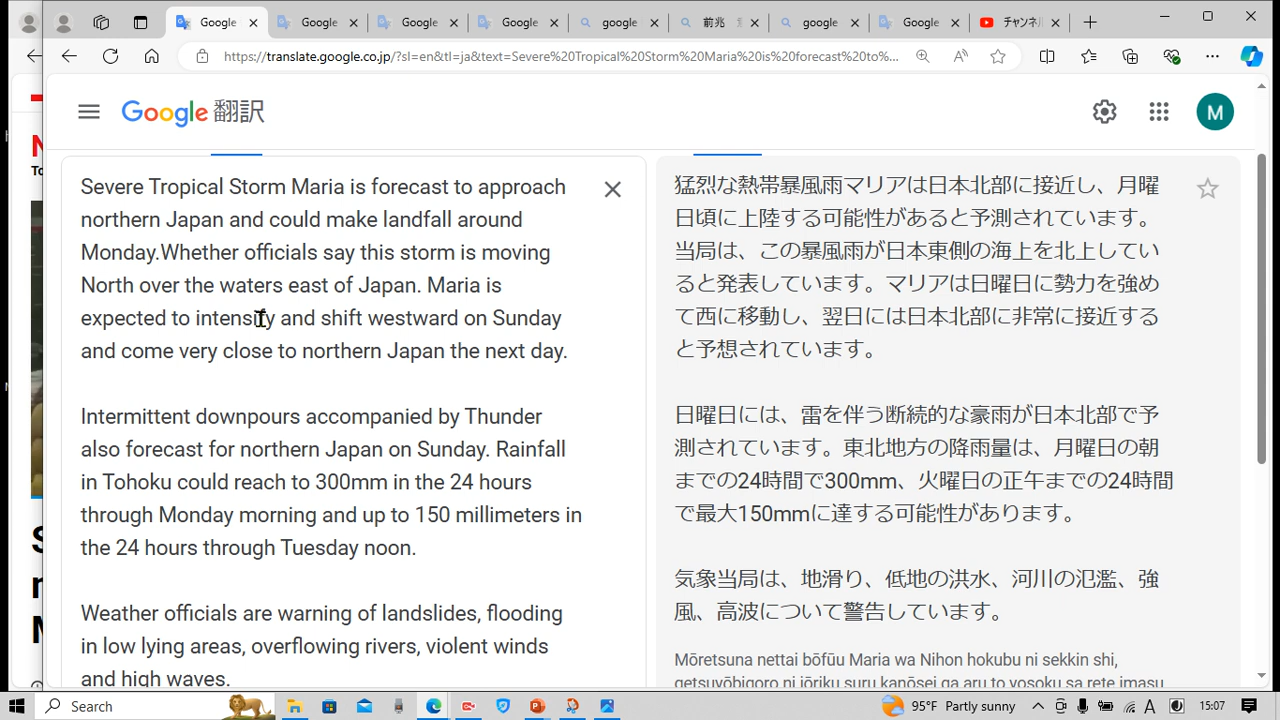 Google
Google
Google
Google
google
前兆
google
Google
チャンネル
https://translate.google.co.jp/?sl=en&tl=ja&text=Severe%20Tropical%20Storm%20Maria%20is%20forecast%20to%...
Google 翻訳
M
Severe Tropical Storm Maria is forecast to approach
northern Japan and could make landfall around
Monday.Whether officials say this storm is moving
North over the waters east of Japan. Maria is
expected to intensify and shift westward on Sunday
and come very close to northern Japan the next day.
Intermittent downpours accompanied by Thunder
also forecast for northern Japan on Sunday. Rainfall
in Tohoku could reach to 300mm in the 24 hours
through Monday morning and up to 150 millimeters in
the 24 hours through Tuesday noon.
Weather officials are warning of landslides, flooding
in low lying areas, overflowing rivers, violent winds
and high waves.
猛烈な熱帯暴風雨マリアは日本北部に接近し、月曜
日頃に上陸する可能性があると予測されています。
当局は、この暴風雨が日本東側の海上を北上してい
ると発表しています。マリアは日曜日に勢力を強め
て西に移動し、翌日には日本北部に非常に接近する
と予想されています。
日曜日には、雷を伴う断続的な豪雨が日本北部で予
測されています。東北地方の降雨量は、月曜日の朝
までの24時間で300mm、火曜日の正午までの24時間
で最大150mmに達する可能性があります。
気象当局は、地滑り、低地の洪水、河川の氾濫、強
風、高波について警告しています。
Mōretsuna nettai bōfūu Maria wa Nihon hokubu ni sekkin shi,
getsuyōbigoro ni jōriku suru kanōsei ga aru to yosoku sa rete imasu
Search
95°F Partly sunny
A
15:07